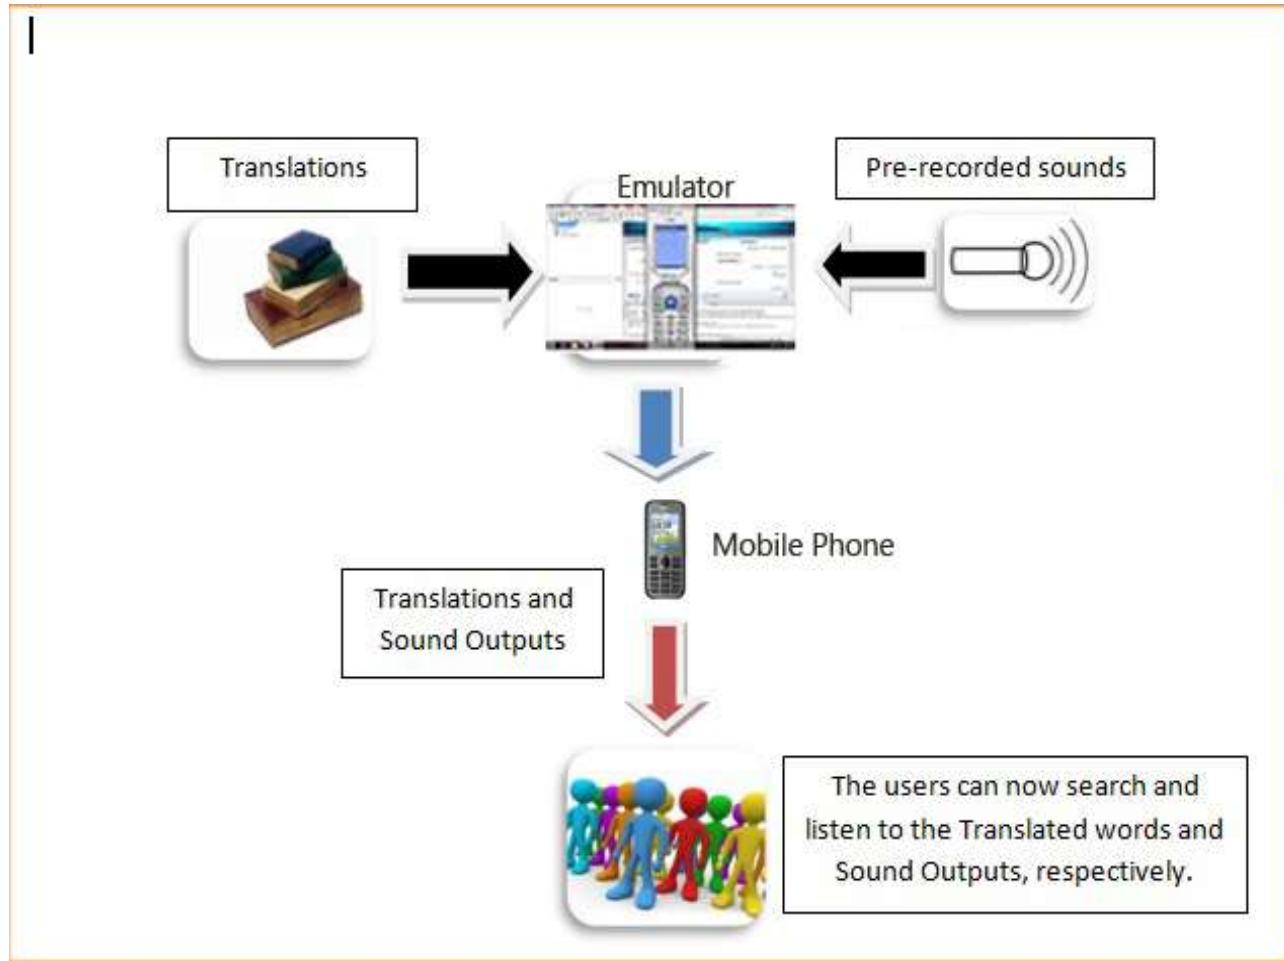 Translations
Emulator
Pre-recorded sounds
Mobile Phone
Translations and
Sound Outputs
The users can now search and
listen to the Translated words and
Sound Outputs, respectively.